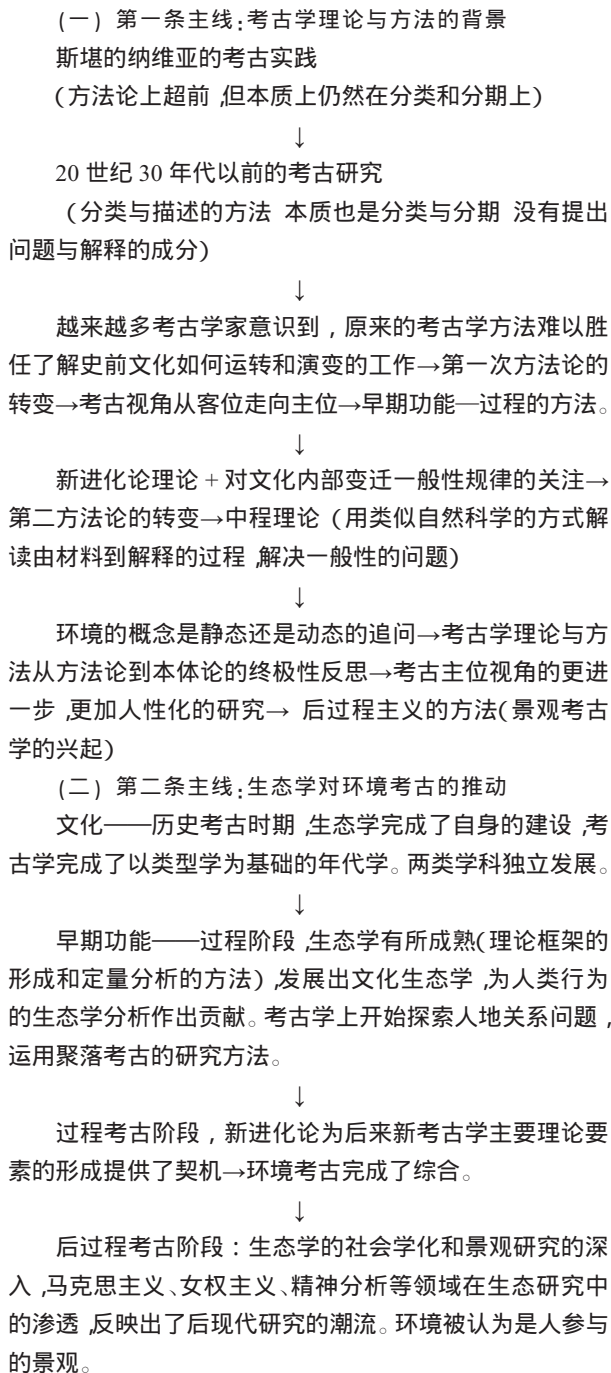 (一) 第一条主线:考古学理论与方法的背景
斯堪的纳维亚的考古实践
(方法论上超前,但本质上仍然在分类和分期上)
↓
20 世纪 30 年代以前的考古研究
(分类与描述的方法 本质也是分类与分期 没有提出
问题与解释的成分)
↓
越来越多考古学家意识到,原来的考古学方法难以胜
任了解史前文化如何运转和演变的工作→第一次方法论的
转变→考古视角从客位走向主位→早期功能—过程的方法。
↓
新进化论理论 + 对文化内部变迁一般性规律的关注→
第二方法论的转变→中程理论 (用类似自然科学的方式解
读由材料到解释的过程,解决一般性的问题)
↓
环境的概念是静态还是动态的追问→考古学理论与方
法从方法论到本体论的终极性反思→考古主位视角的更进
一步,更加人性化的研究→ 后过程主义的方法(景观考古
学的兴起)
(二) 第二条主线:生态学对环境考古的推动
文化——历史考古时期,生态学完成了自身的建设,考
古学完成了以类型学为基础的年代学。两类学科独立发展。
↓
早期功能——过程阶段,生态学有所成熟(理论框架的
形成和定量分析的方法),发展出文化生态学,为人类行为
的生态学分析作出贡献。考古学上开始探索人地关系问题,
运用聚落考古的研究方法。
↓
过程考古阶段,新进化论为后来新考古学主要理论要
素的形成提供了契机→环境考古完成了综合。
↓
后过程考古阶段:生态学的社会学化和景观研究的深
入,马克思主义、女权主义、精神分析等领域在生态研究中
的渗透,反映出了后现代研究的潮流。环境被认为是人参与
的景观。